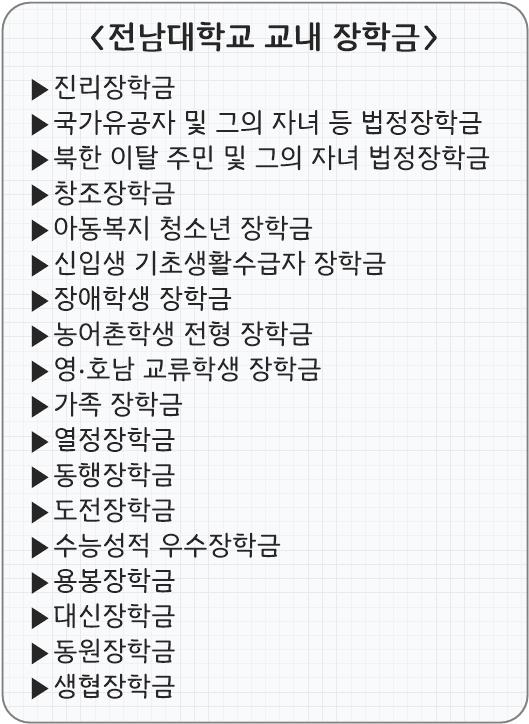 〈전남대학교 교내 장학금〉
▶진리장학금
▶국가유공자 및 그의 자녀 등 법정장학금
▶북한 이탈 주민 및 그의 자녀 법정장학금
▶창조장학금
▶아동복지 청소년 장학금
▶신입생 기초생활수급자 장학금
▶장애학생 장학금
▶농어촌학생 전형 장학금
▶영·호남 교류학생 장학금
▶가족 장학금
▶열정장학금
▶동행장학금
▶도전장학금
▶수능성적 우수장학금
▶용봉장학금
▶대신장학금
▶동원장학금
▶생협장학금